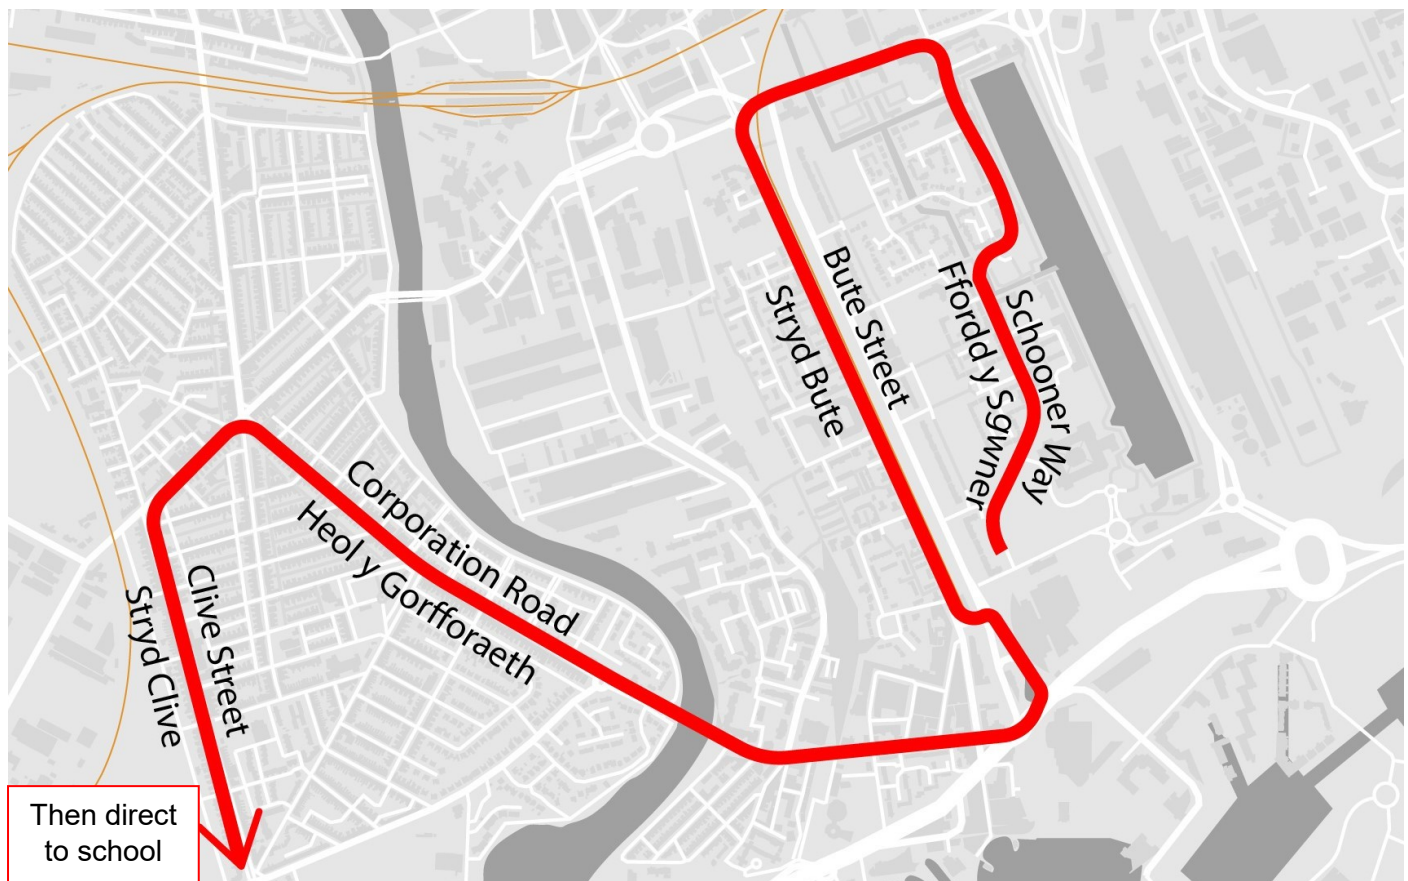 Bute Street
Stryd Bute
Schooner Way
Ffordd y Sgwner
Corporation Road
Heol y Gorfforaeth
Clive Street
Stryd Clive
Then direct
to school